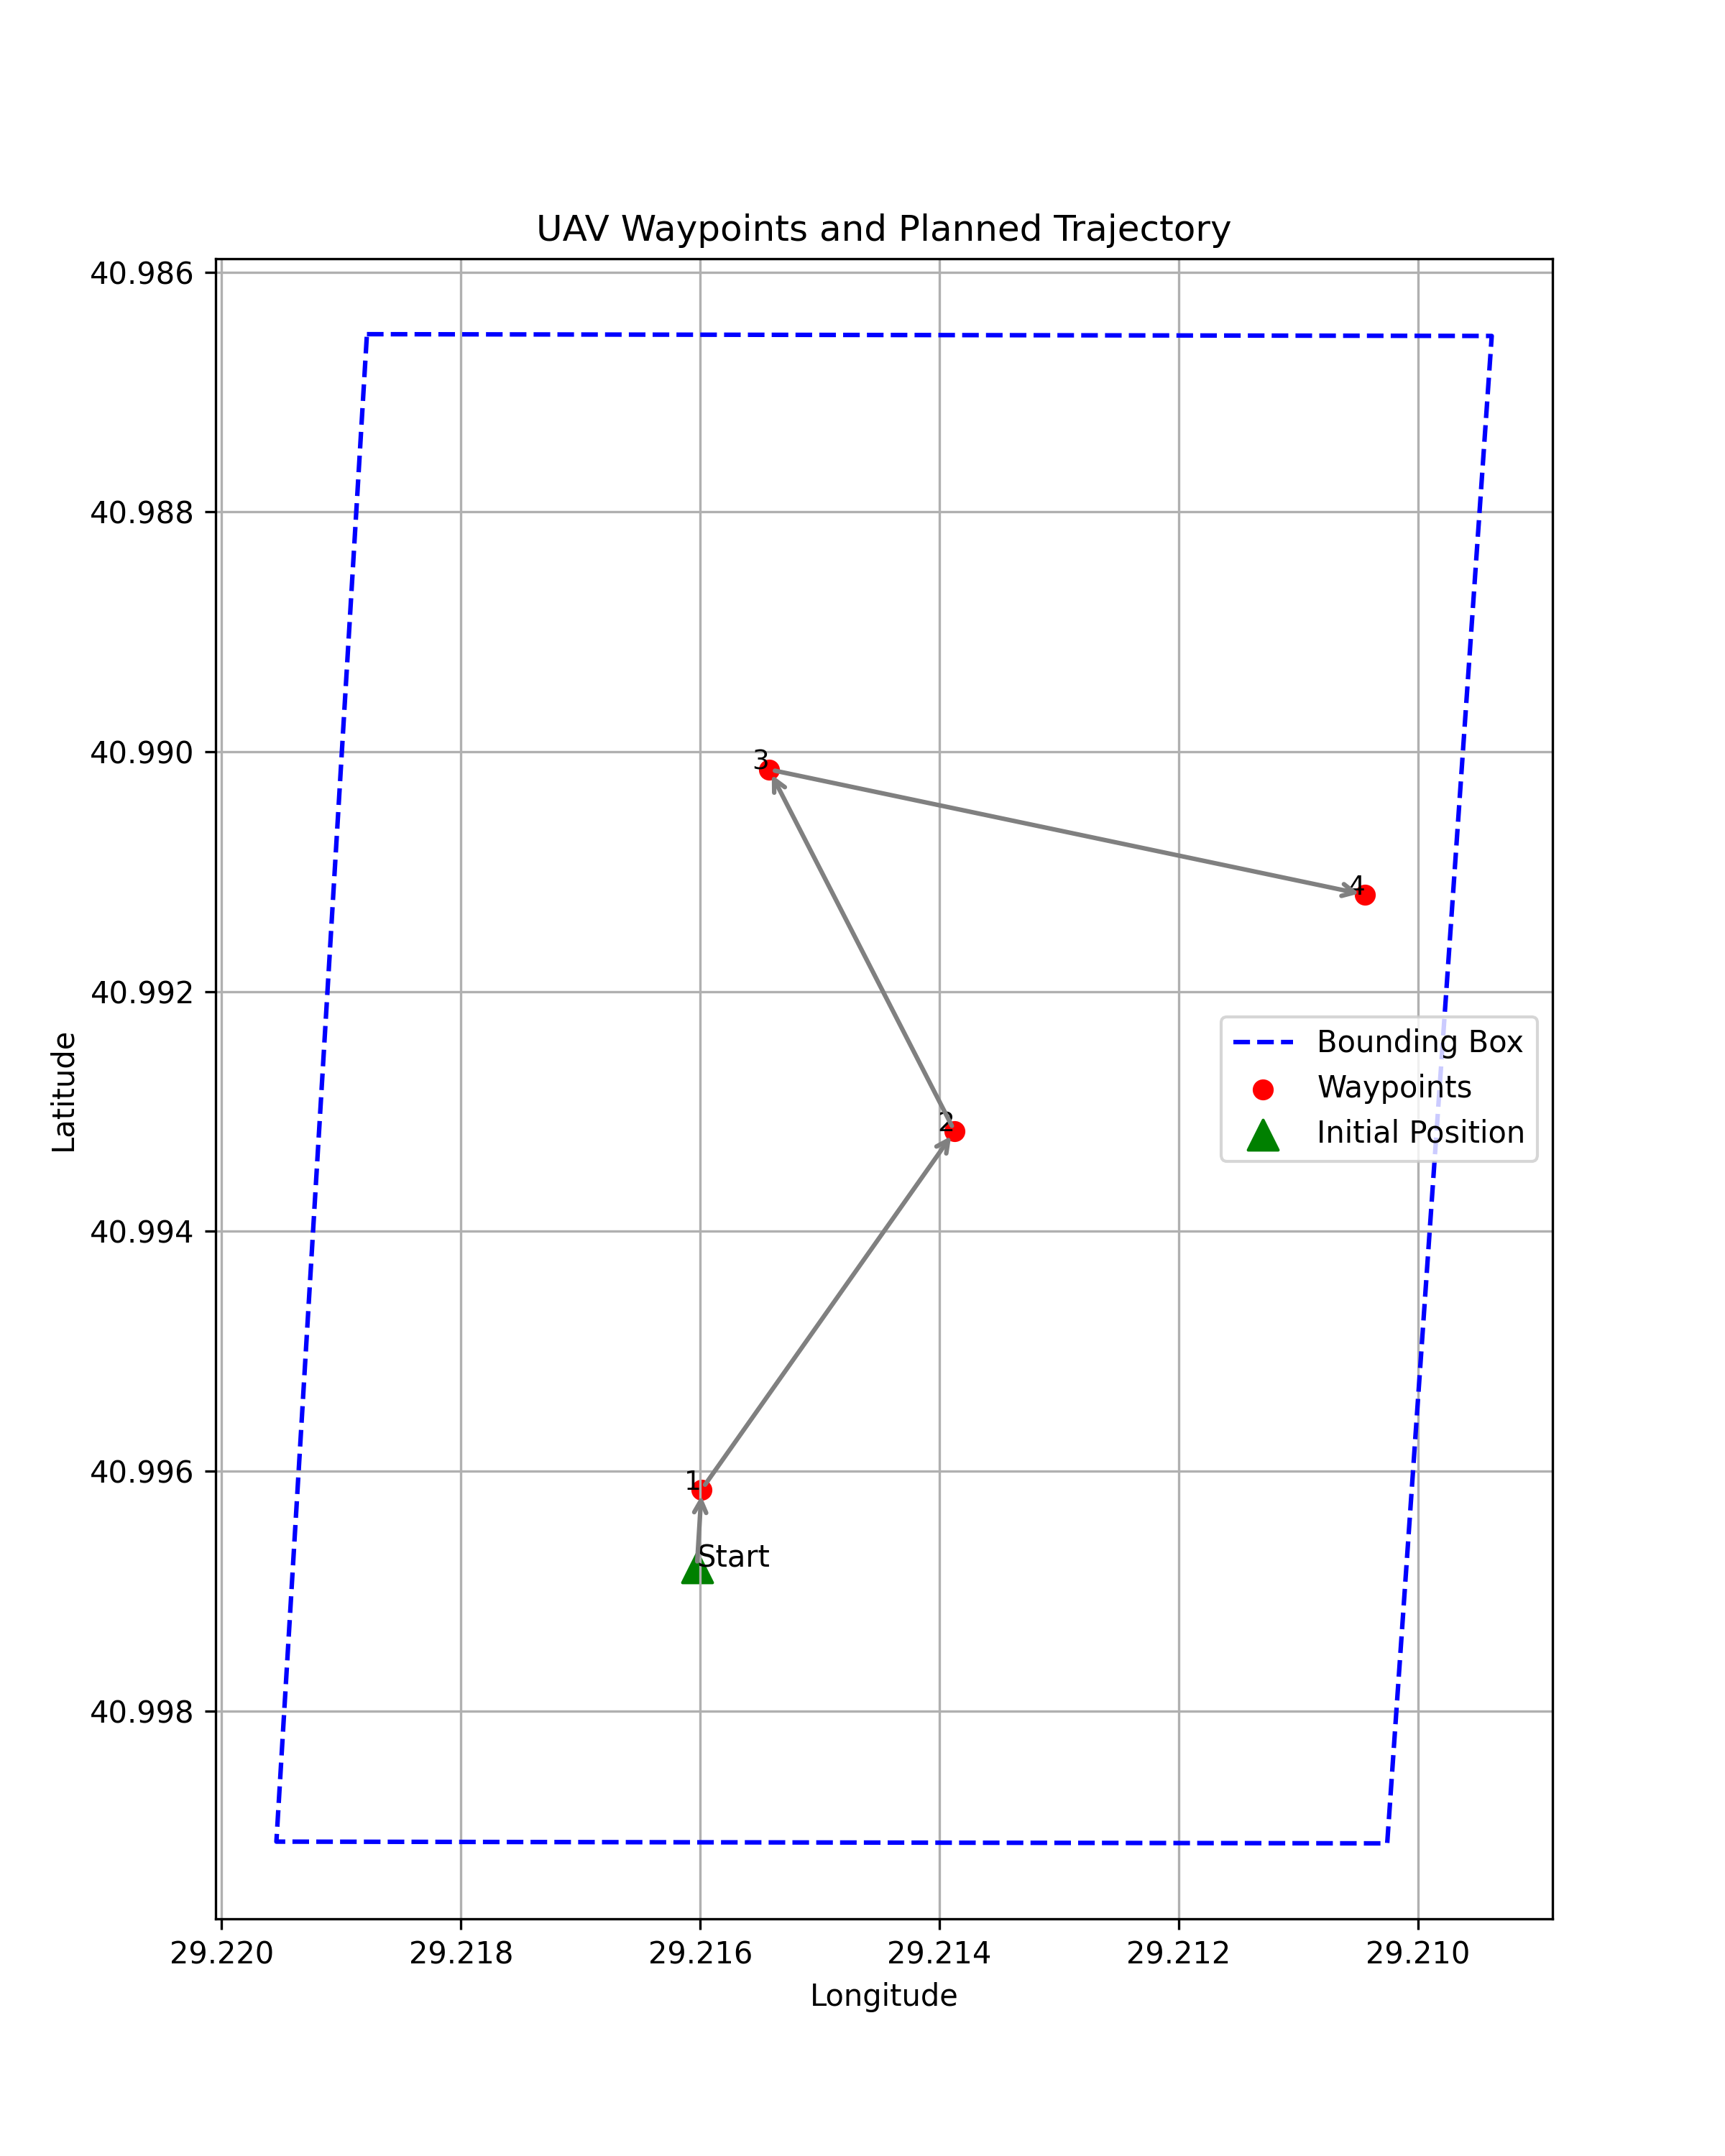 UAV Waypoints and Planned Trajectory
40.986
40.988
40.990
40.992
40.994
40.996
40.998
Latitude
3
4
2
1
Start
Bounding Box
Waypoints
Initial Position
29.220
29.218
29.216
29.214
29.212
29.210
Longitude